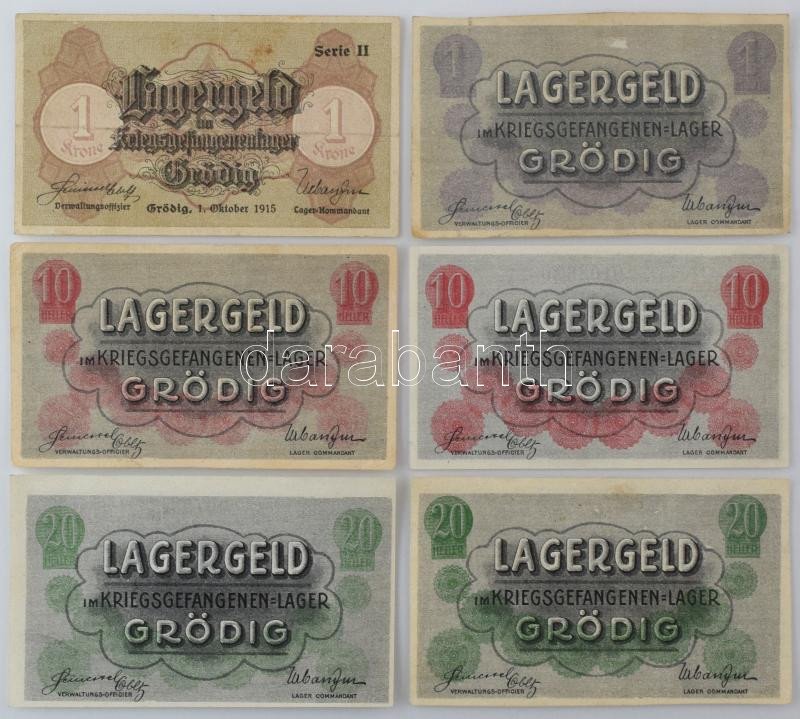 Serie II
1 Krone
Lagergeld
im
Kriegsgefangenenlager
Grödig
1 Krone
Verwaltungsoffizier
Grödig, 1. Oktober 1915
Lager-Kommandant
1
1
LAGERGELD
IM KRIEGSGEFANGENEN=LAGER
GRÖDIG
VERWALTUNGS-OFFICIER
LAGER COMMANDANT
10 HELLER
10 HELLER
LAGERGELD
IM KRIEGSGEFANGENEN=LAGER
GRÖDIG
VERWALTUNGS-OFFICIER
LAGER COMMANDANT
10 HELLER
10 HELLER
LAGERGELD
IM KRIEGSGEFANGENEN=LAGER
GRÖDIG
VERWALTUNGS-OFFICIER
LAGER COMMANDANT
20 HELLER
20 HELLER
LAGERGELD
IM KRIEGSGEFANGENEN=LAGER
GRÖDIG
VERWALTUNGS-OFFICIER
LAGER COMMANDANT
20 HELLER
20 HELLER
LAGERGELD
IM KRIEGSGEFANGENEN=LAGER
GRÖDIG
VERWALTUNGS-OFFICIER
LAGER COMMANDANT
darabanth